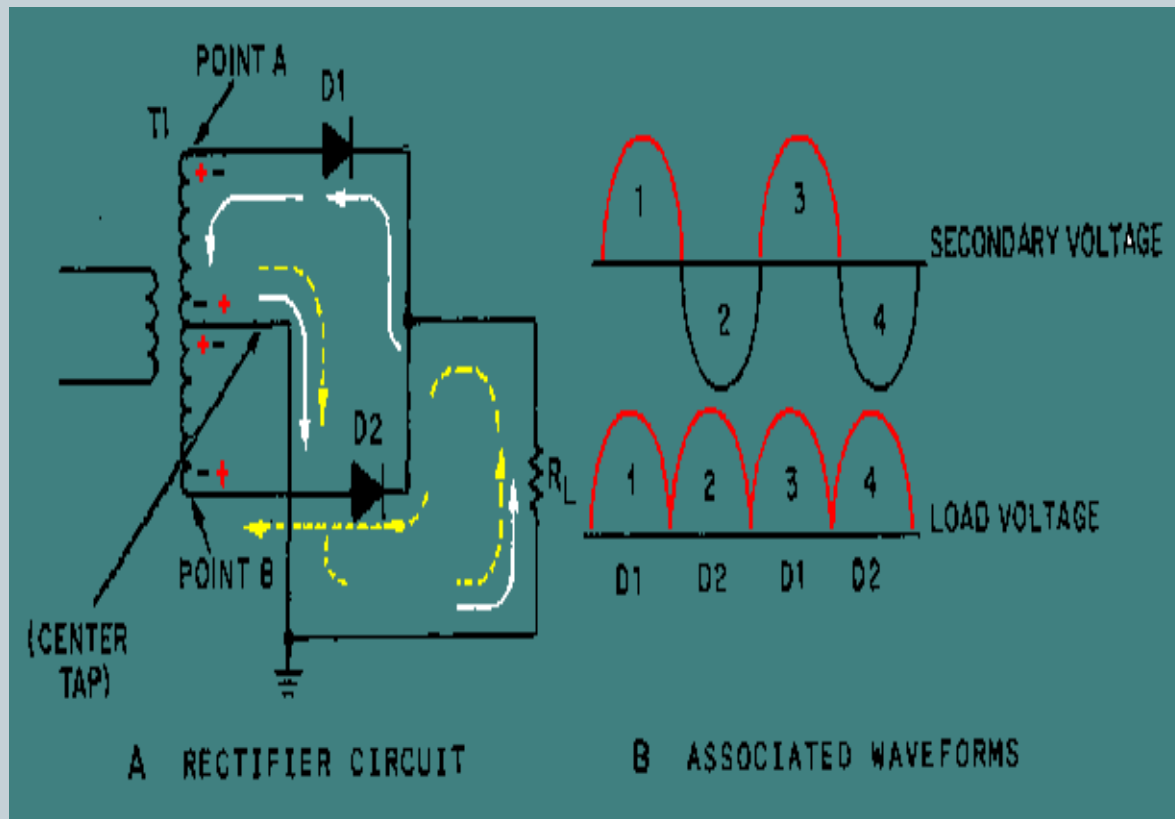 POINT A
D1
T1
+ -
- +
+ -
D2
- +
R L
POINT B
(CENTER
TAP)
A RECTIFIER CIRCUIT
1
3
SECONDARY VOLTAGE
2
4
1
2
3
4
LOAD VOLTAGE
D1
D2
D1
D2
B ASSOCIATED WAVEFORMS